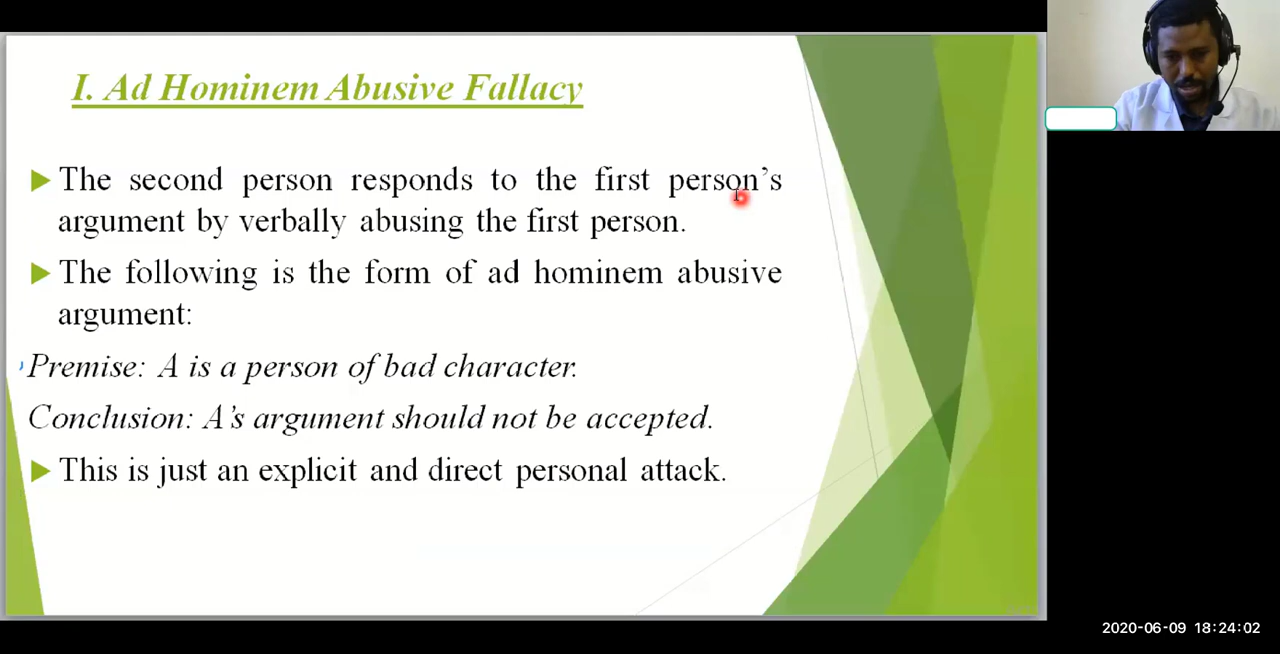 I. Ad Hominem Abusive Fallacy
The second person responds to the first person’s
argument by verbally abusing the first person.
The following is the form of ad hominem abusive
argument:
Premise: A is a person of bad character.
Conclusion: A’s argument should not be accepted.
This is just an explicit and direct personal attack.
2020-06-09 18:24:02